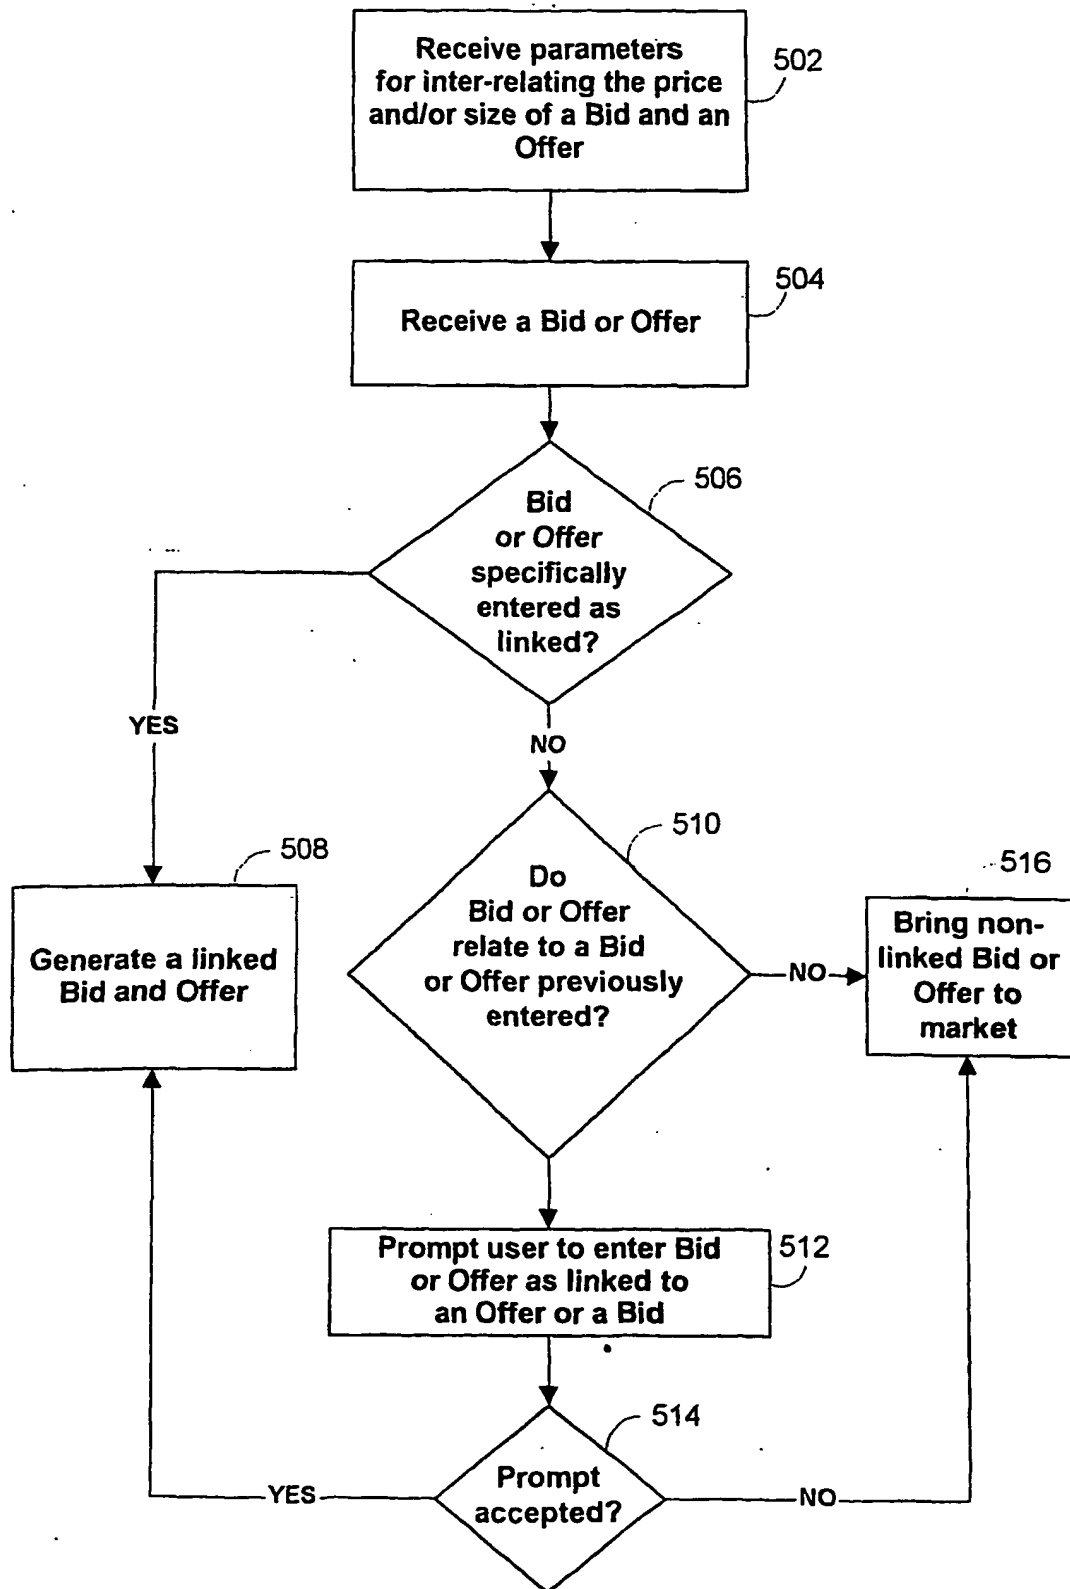 Receive parameters
for inter-relating the price
and/or size of a Bid and an
Offer
502
504
Receive a Bid or Offer
506
Bid
or Offer
specifically
entered as
linked?
YES
NO
508
Generate a linked
Bid and Offer
510
Do
Bid or Offer
relate to a Bid
or Offer previously
entered?
NO
516
Bring non-
linked Bid or
Offer to
market
Prompt user to enter Bid
or Offer as linked to
an Offer or a Bid
512
514
Prompt
accepted?
YES
NO